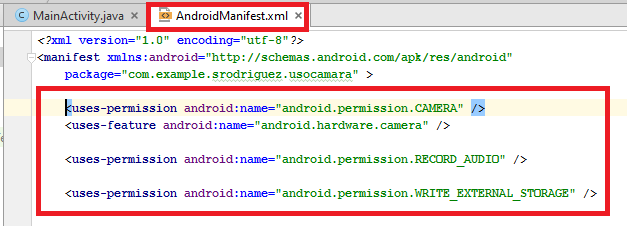 MainActivity.java × AndroidManifest.xml ×
<?xml version="1.0" encoding="utf-8"?>
<manifest xmlns:android="http://schemas.android.com/apk/res/android"
package="com.example.srodriguez.usocamara" >
<uses-permission android:name="android.permission.CAMERA" />
<uses-feature android:name="android.hardware.camera" />
<uses-permission android:name="android.permission.RECORD_AUDIO" />
<uses-permission android:name="android.permission.WRITE_EXTERNAL_STORAGE" />